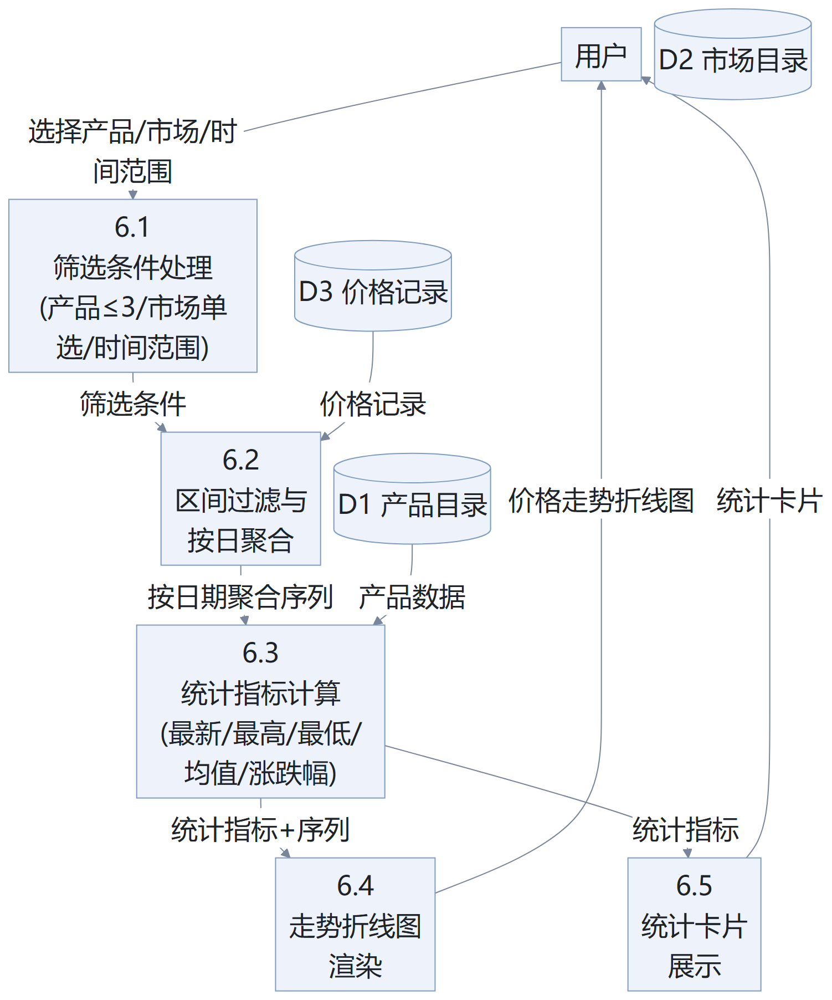 用户
D2 市场目录
选择产品/市场/时
间范围
6.1
筛选条件处理
(产品≤3/市场单
选/时间范围)
D3 价格记录
筛选条件
价格记录
6.2
区间过滤与
按日聚合
D1 产品目录
价格走势折线图
统计卡片
按日期聚合序列
产品数据
6.3
统计指标计算
(最新/最高/最低/
均值/涨跌幅)
统计指标+序列
统计指标
6.4
走势折线图
渲染
6.5
统计卡片
展示